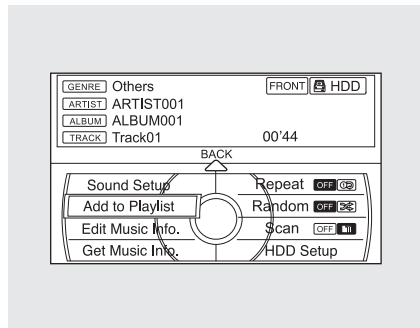 GENRE Others FRONT HDD
ARTIST ARTIST001
ALBUM ALBUM001
TRACK Track01 00'44
BACK
Sound Setup Repeat OFF
Add to Playlist Random OFF
Edit Music Info. Scan OFF
Get Music Info. HDD Setup